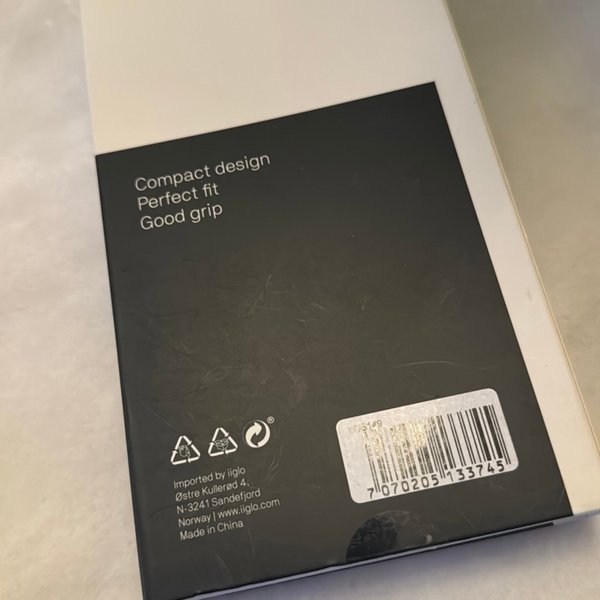 Compact design
Perfect fit
Good grip
®
Imported by iiglo
Østre Kullerød 4,
N-3241 Sandefjord
Norway | www.iiglo.com
Made in China
7 070205 133745